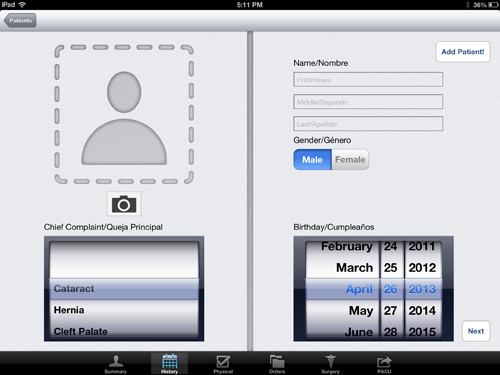 iPad 5:11 PM 36%
Patients
Add Patient!
Name/Nombre
First/Primero
Middle/Segundo
Last/Apellido
Gender/Género
Male Female
Chief Complaint/Queja Principal
Cataract
Hernia
Cleft Palate
Birthday/Cumpleaños
February 24 2011
March 25 2012
April 26 2013
May 27 2014
June 28 2015
Next
Summary History Physical Orders Surgery PACU